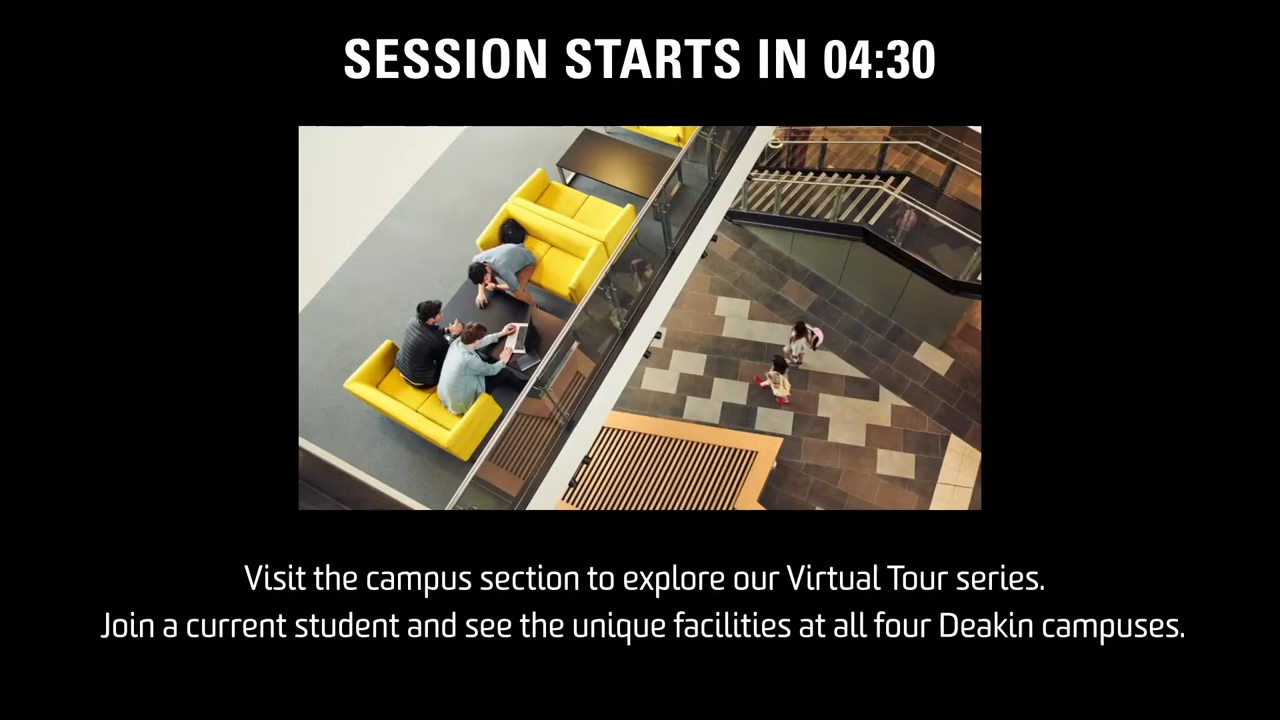 SESSION STARTS IN 04:30
Visit the campus section to explore our Virtual Tour series.
Join a current student and see the unique facilities at all four Deakin campuses.